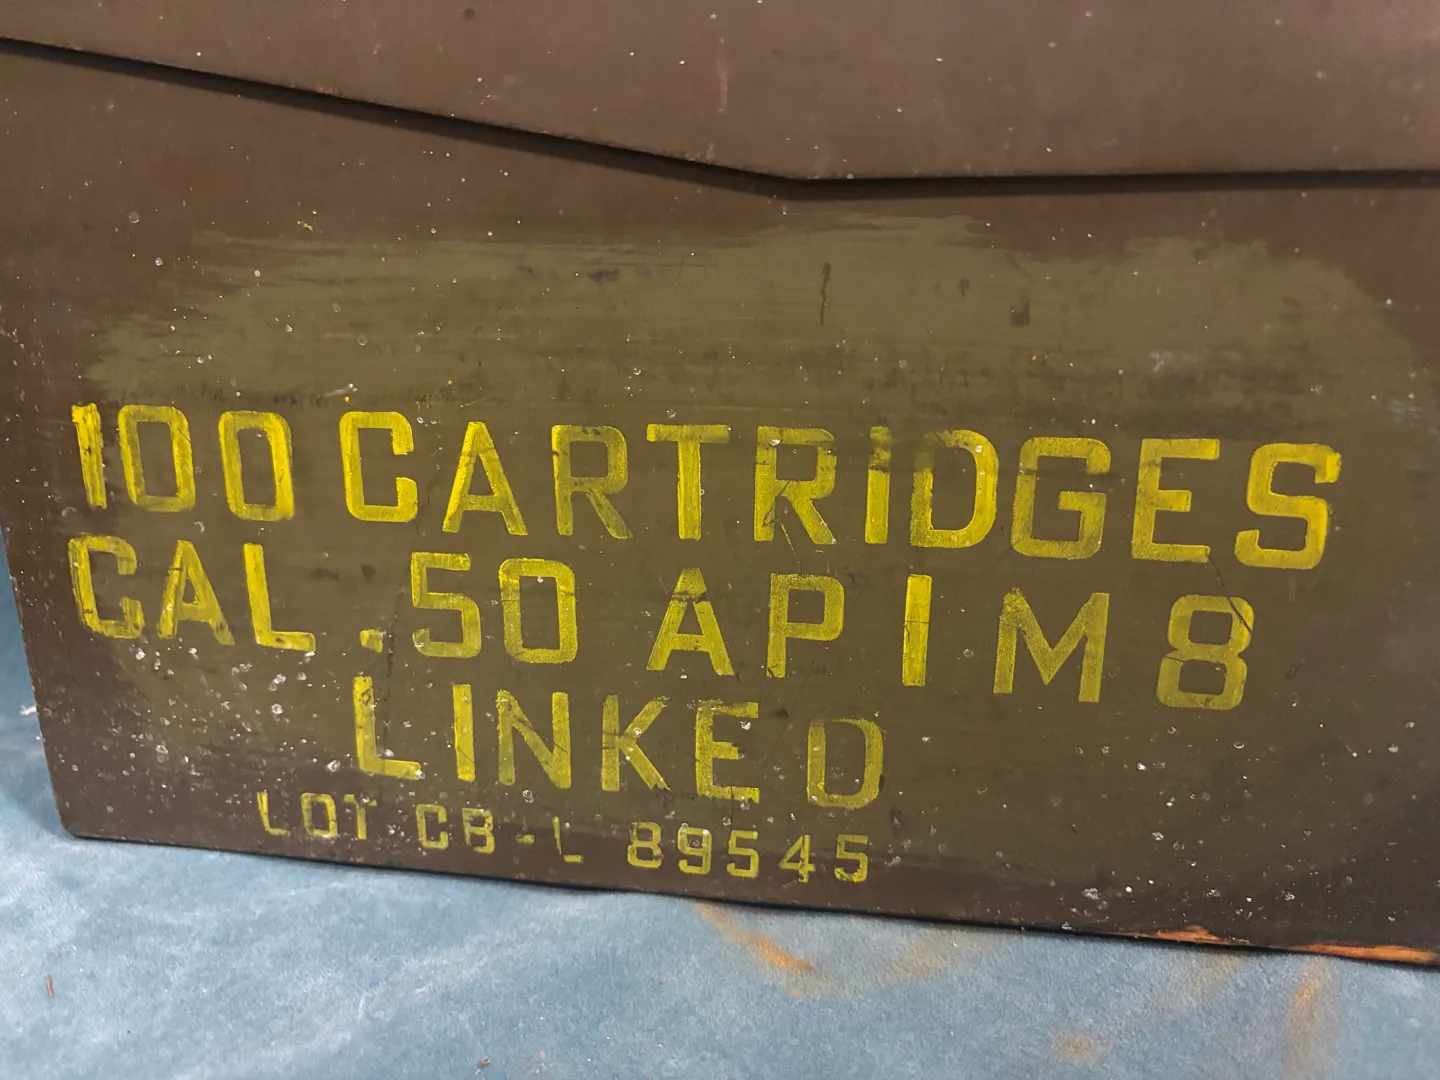 100 CARTRIDGES
CAL .50 API M8
LINKED
LOT CB-L 89545